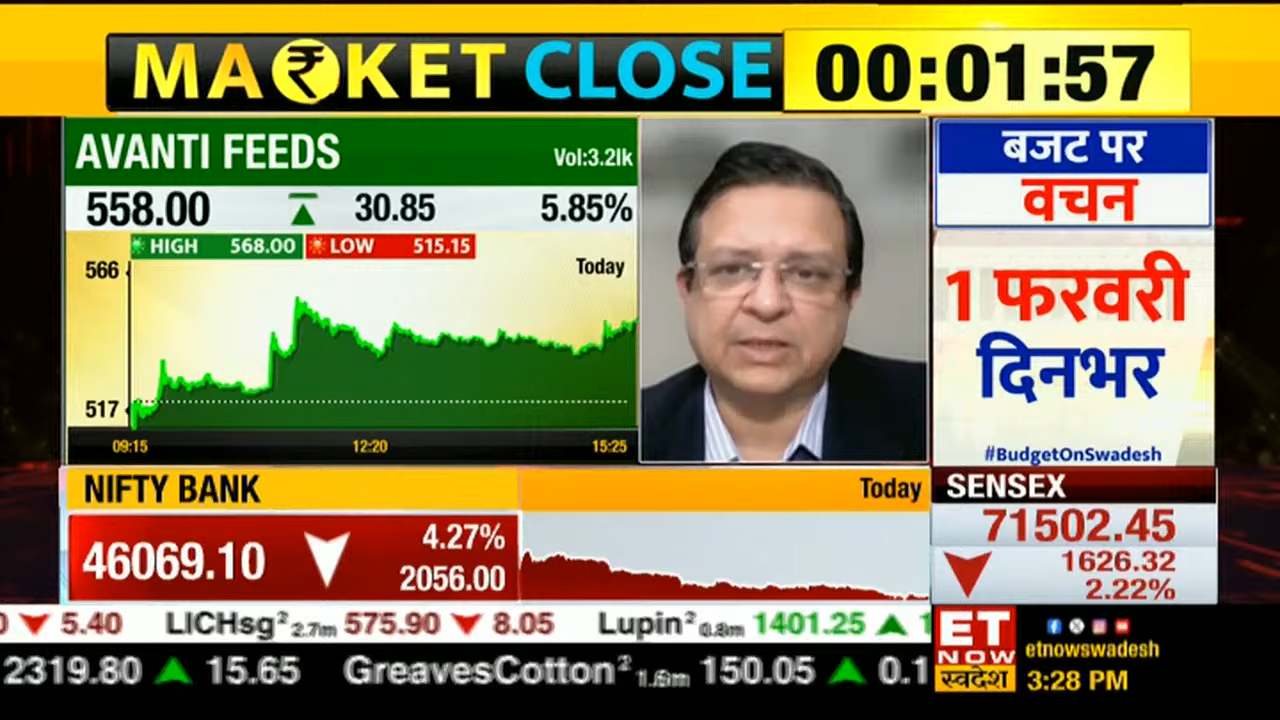 MA₹KET CLOSE 00:01:57
AVANTI FEEDS Vol:3.2lk
558.00 30.85 5.85%
HIGH 568.00 LOW 515.15
Today
566
517
09:15 12:20 15:25
बजट पर
वचन
1 फरवरी
दिनभर
#BudgetOnSwadesh
NIFTY BANK Today
46069.10 4.27%
2056.00
SENSEX
71502.45
1626.32
2.22%
5.40 LICHsg² 2.7m 575.90 8.05 Lupin² 0.8m 1401.25
2319.80 15.65 GreavesCotton² 1.6m 150.05 0.1
ET
NOW
स्वदेश
etnowswadesh
3:28 PM